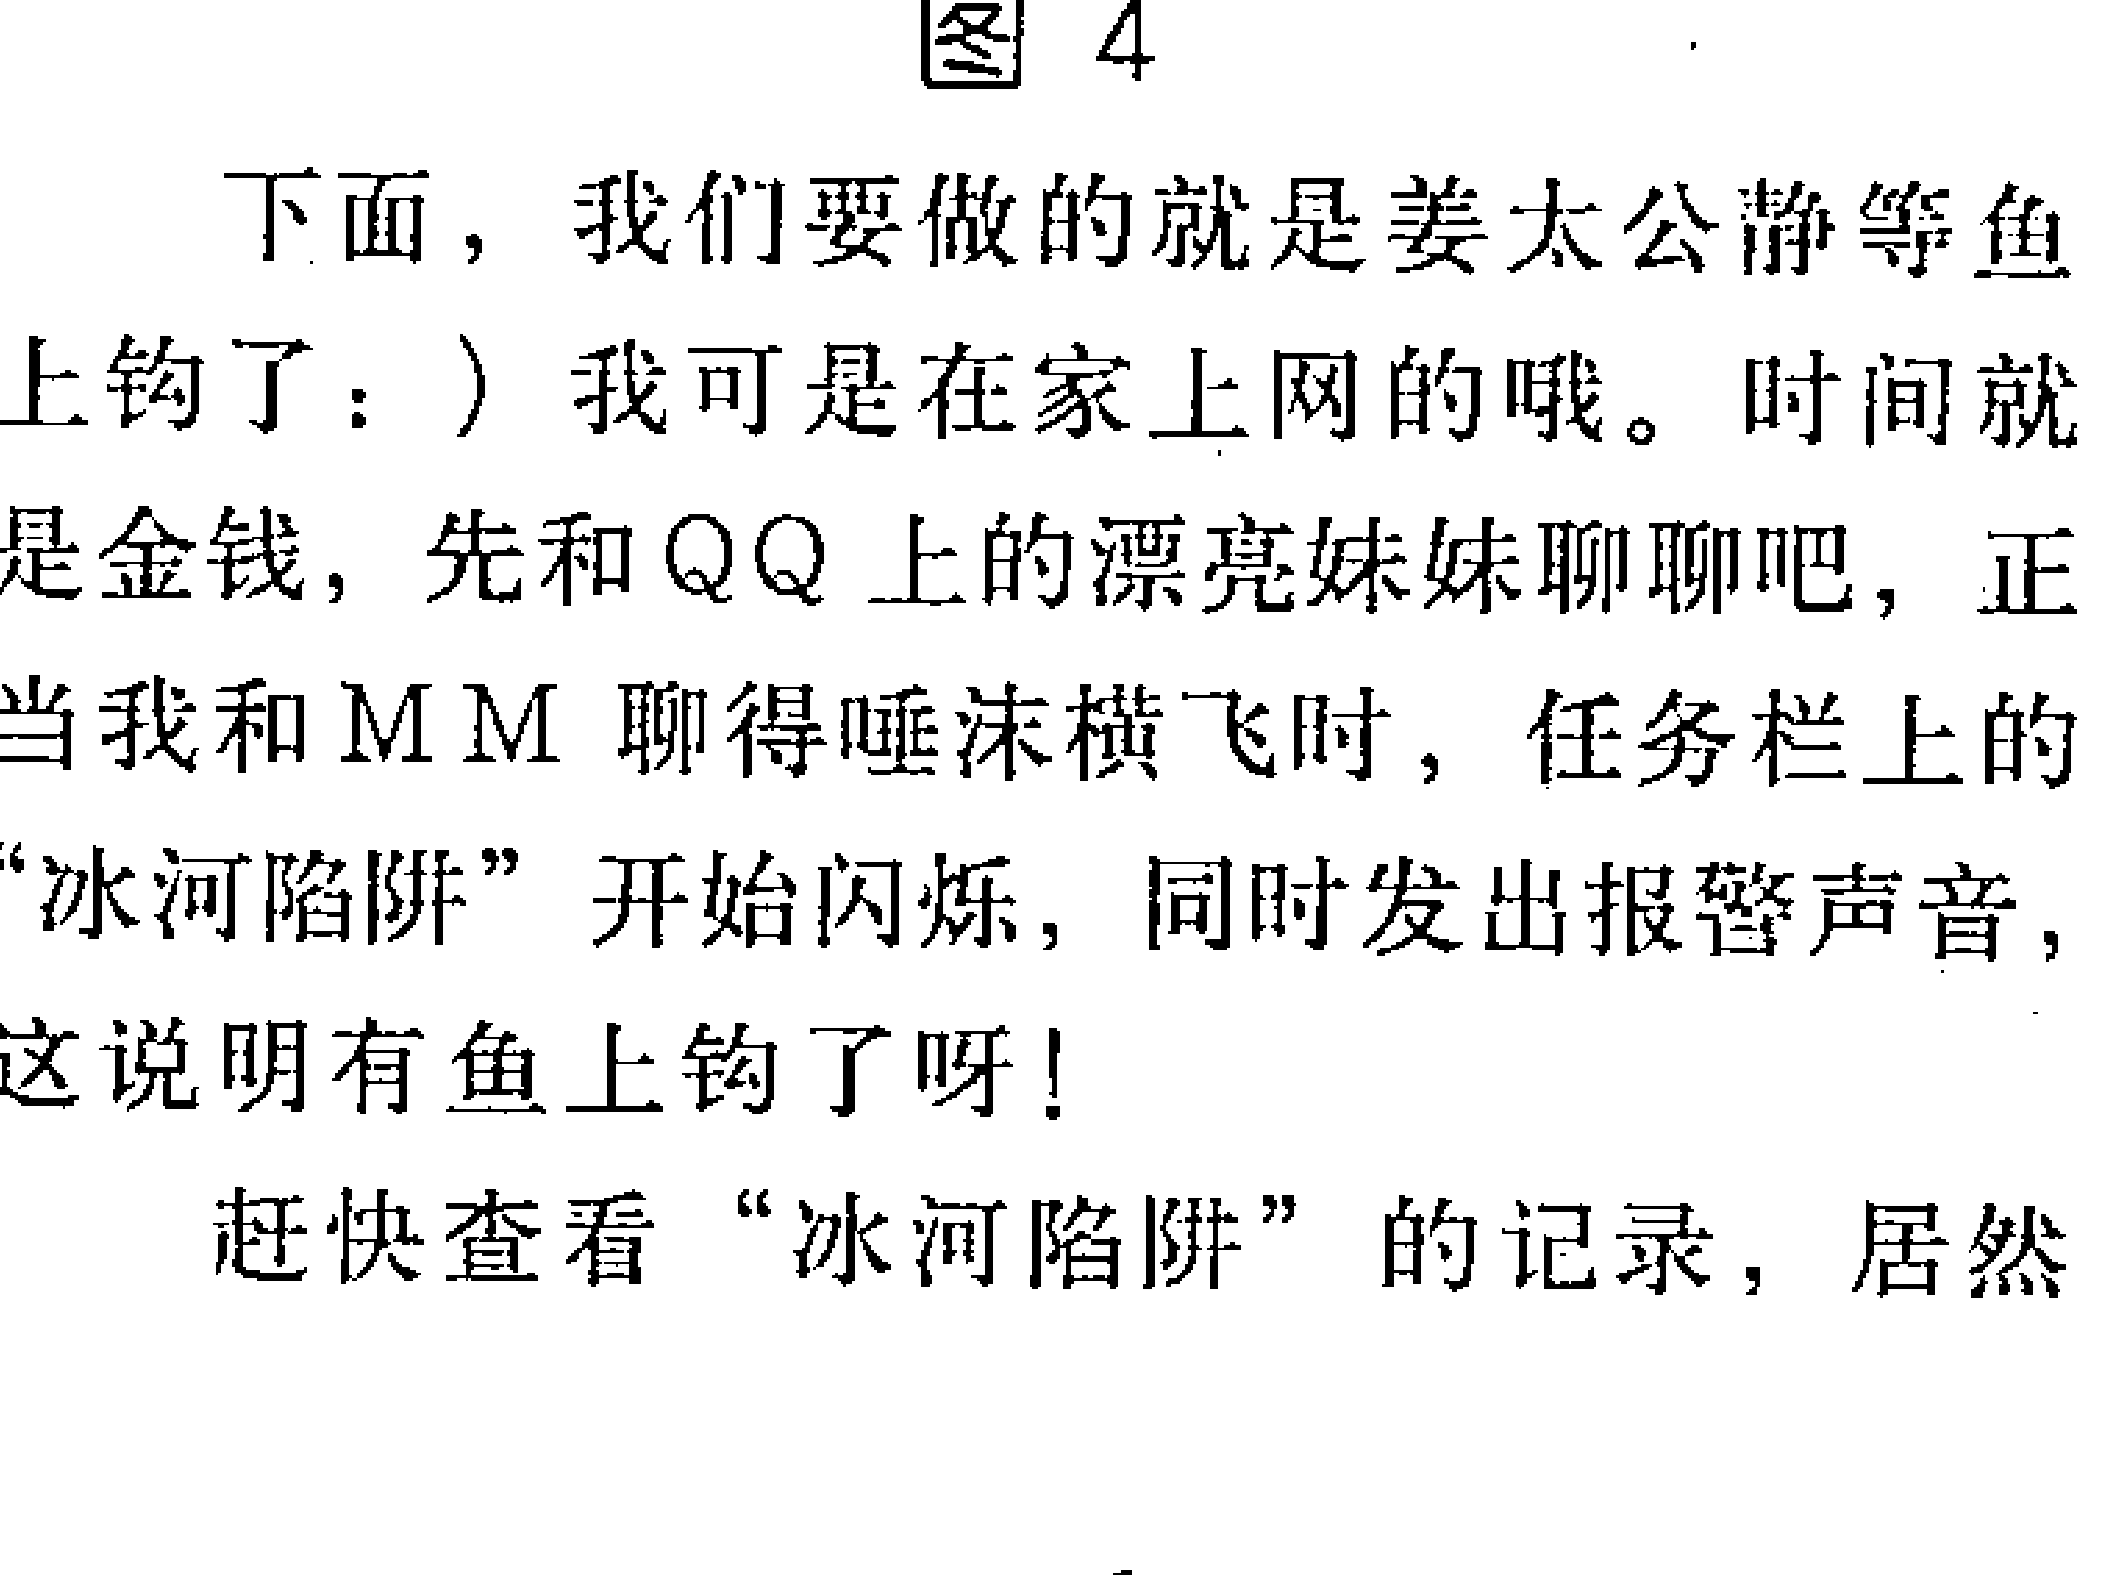 图 4
下面，我们要做的就是姜太公静等鱼
上钩了：）我可是在家上网的哦。时间就
是金钱，先和QQ上的漂亮妹妹聊聊吧，正
当我和MM聊得唾沫横飞时，任务栏上的
“冰河陷阱”开始闪烁，同时发出报警声音，
这说明有鱼上钩了呀！
赶快查看“冰河陷阱”的记录，居然